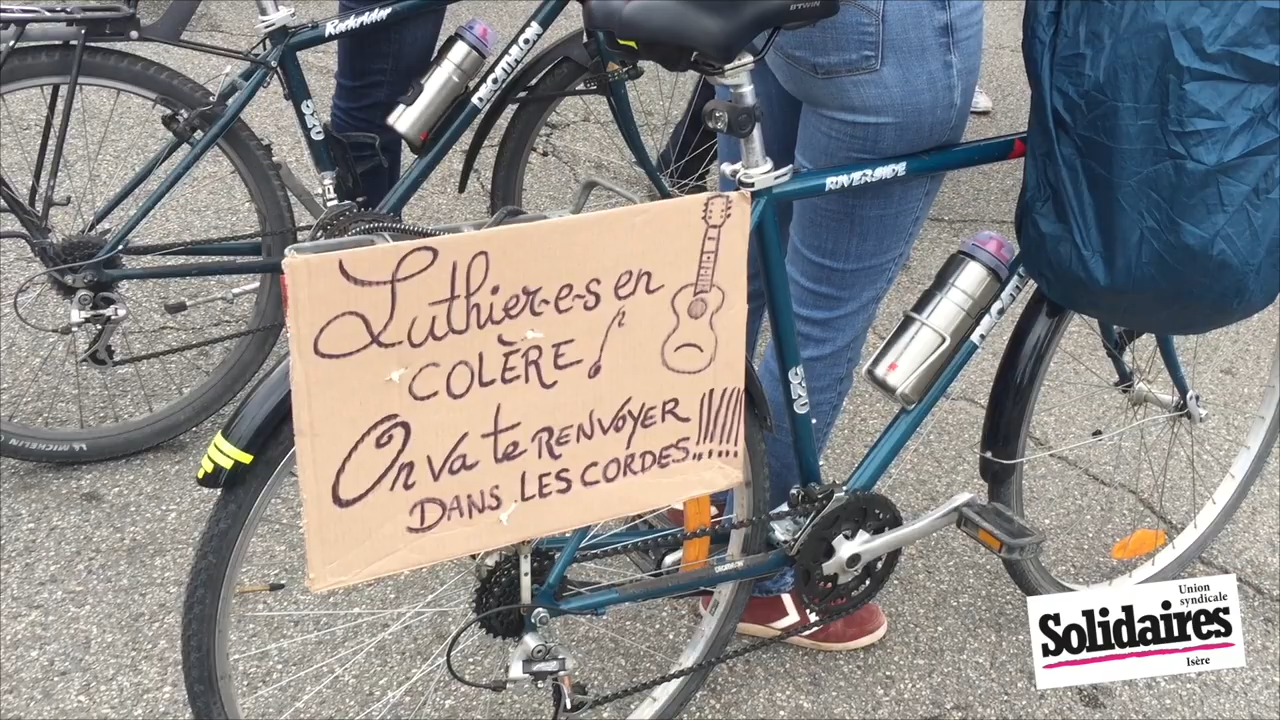 Rockrider
DECATHLON
520
BTWIN
RIVERSIDE
Luthier-e-s en
COLÈRE
On va te RENVOYER
DANS LES CORDES..!!!!!!
520
DECAT
DECATHLON
MICHELIN
Union
syndicale
Solidaires
Isère